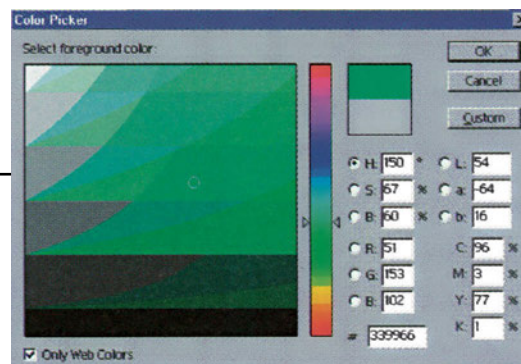 Color Picker
Select foreground color:
OK
Cancel
Custom
H: 150 ° L: 54
S: 67 % a: -64
B: 60 % b: 16
R: 51 C: 96 %
G: 153 M: 3 %
B: 102 Y: 77 %
# 339966 K: 1 %
Only Web Colors